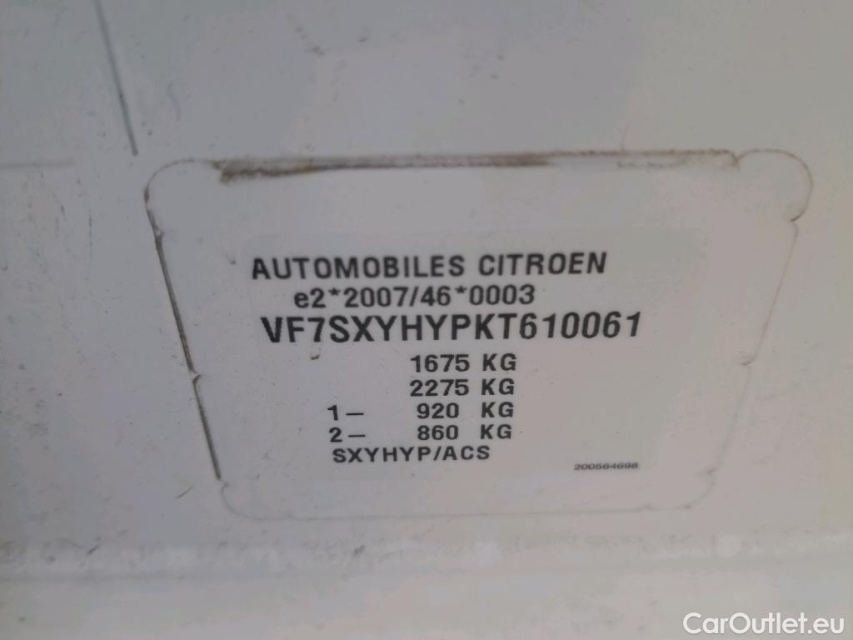 AUTOMOBILES CITROEN
e2*2007/46*0003
VF7SXYHYPKT610061
1675 KG
2275 KG
1– 920 KG
2– 860 KG
SXYHYP/ACS
200564698
CarOutlet.eu